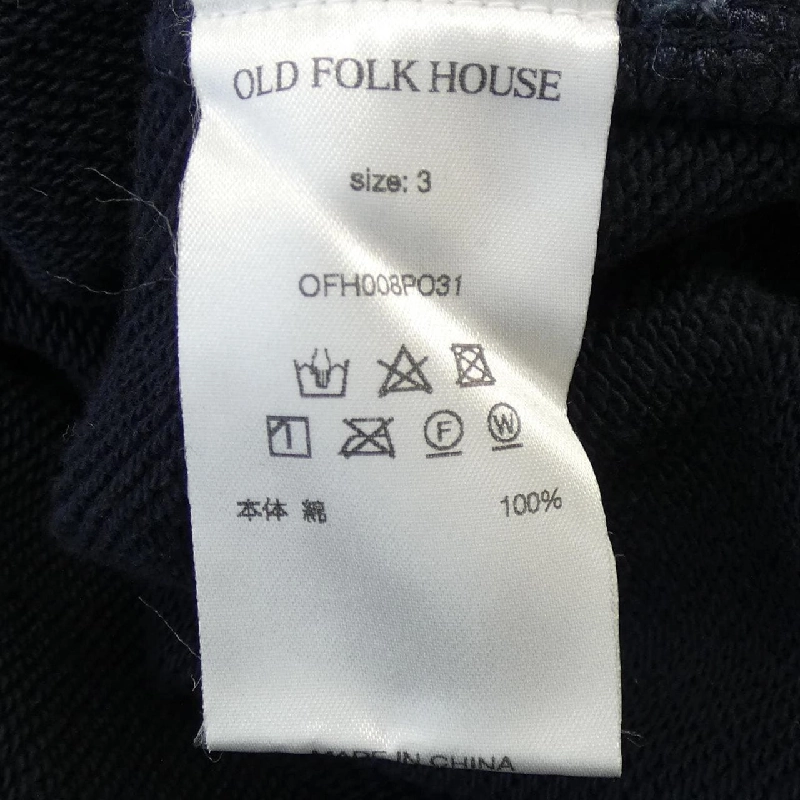 OLD FOLK HOUSE
size: 3
OFH008PO31
F W
本体 綿 100%
MADE IN CHINA